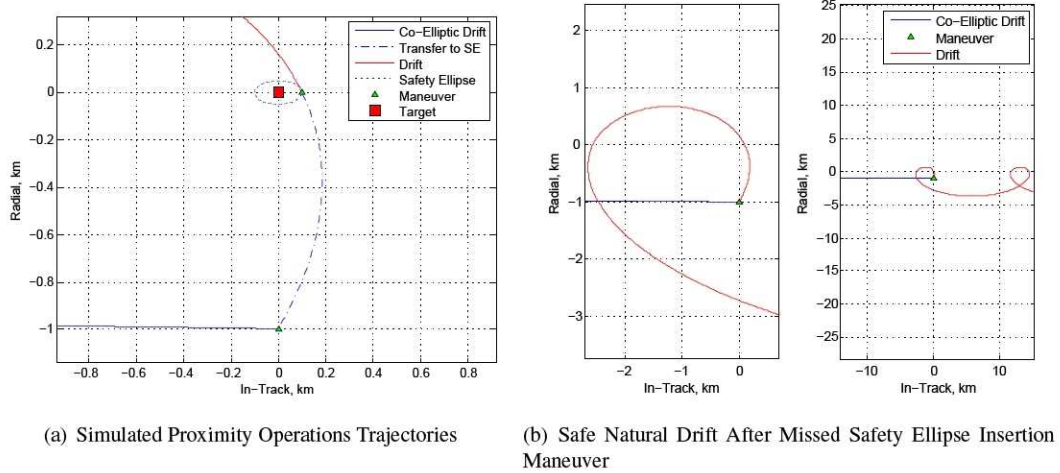 0.2
0
−0.2
−0.4
−0.6
−0.8
−1
Radial, km
−0.8 −0.6 −0.4 −0.2 0 0.2 0.4 0.6 0.8
In−Track, km
Co−Elliptic Drift
Transfer to SE
Drift
Safety Ellipse
Maneuver
Target
2
1
0
−1
−2
−3
Radial, km
−2 −1 0
In−Track, km
25
20
15
10
5
0
−5
−10
−15
−20
−25
Radial, km
−10 0 10
In−Track, km
Co−Elliptic Drift
Maneuver
Drift
(a) Simulated Proximity Operations Trajectories
(b) Safe Natural Drift After Missed Safety Ellipse Insertion
Maneuver